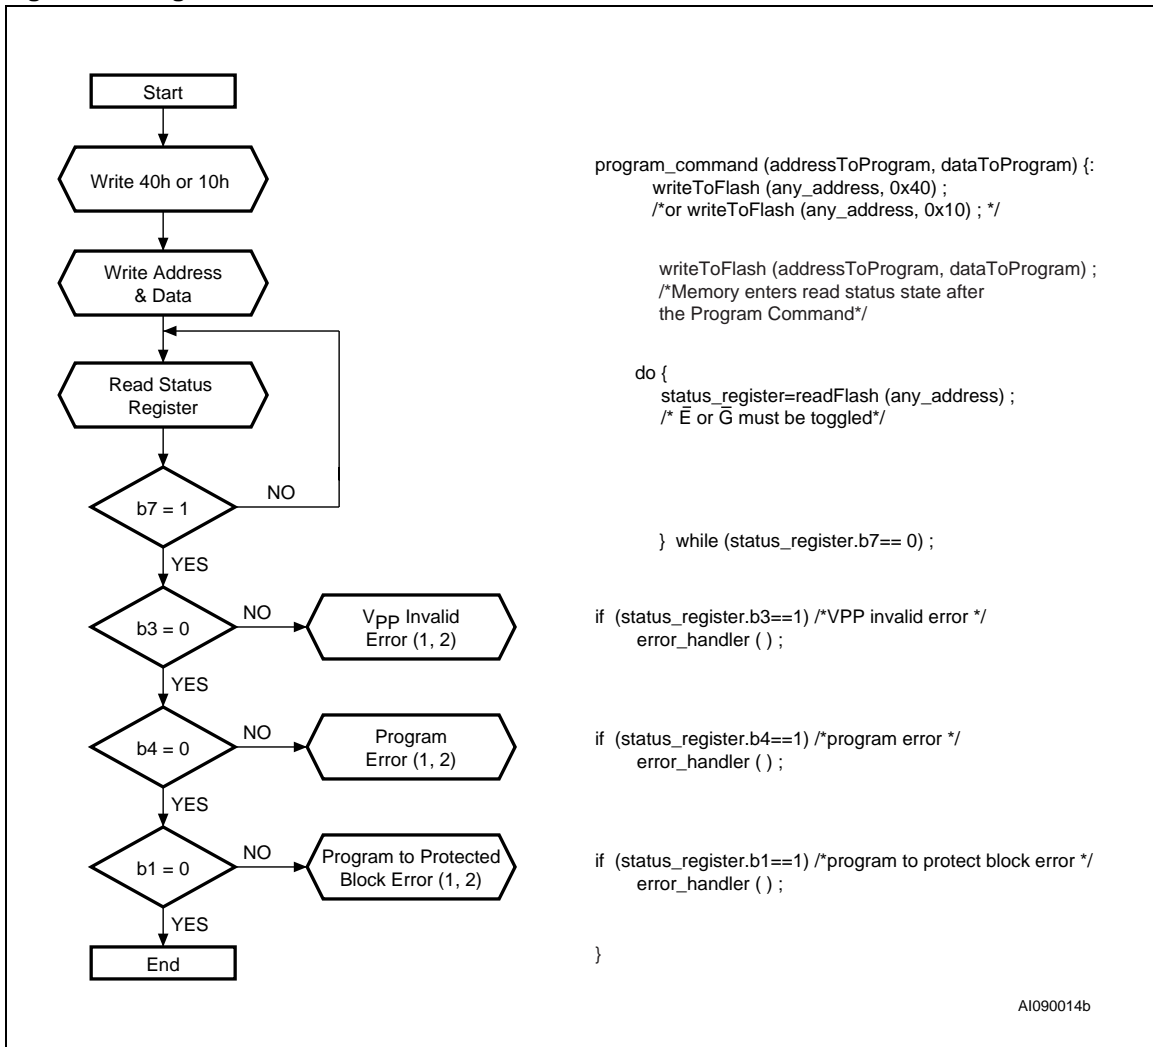 Start
Write 40h or 10h
Write Address
& Data
Read Status
Register
b7 = 1
NO
YES
b3 = 0
NO
VPP Invalid
Error (1, 2)
YES
b4 = 0
NO
Program
Error (1, 2)
YES
b1 = 0
NO
Program to Protected
Block Error (1, 2)
YES
End
program_command (addressToProgram, dataToProgram) {:
writeToFlash (any_address, 0x40) ;
/*or writeToFlash (any_address, 0x10) ; */
writeToFlash (addressToProgram, dataToProgram) ;
/*Memory enters read status state after
the Program Command*/
do {
status_register=readFlash (any_address) ;
/* E̅ or G̅ must be toggled*/
} while (status_register.b7== 0) ;
if (status_register.b3==1) /*VPP invalid error */
error_handler ( ) ;
if (status_register.b4==1) /*program error */
error_handler ( ) ;
if (status_register.b1==1) /*program to protect block error */
error_handler ( ) ;
}
AI090014b